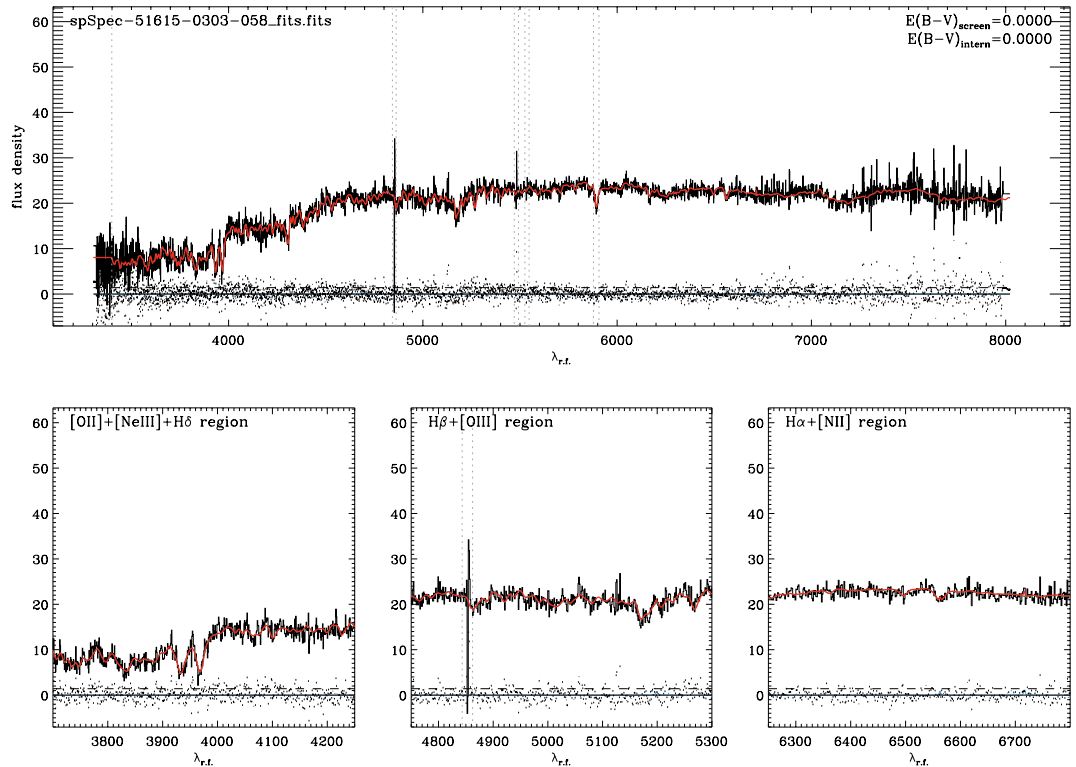 spSpec-51615-0303-058_fits.fits
E(B-V)screen=0.0000
E(B-V)intern=0.0000
60
50
40
30
20
10
0
flux density
4000 5000 6000 7000 8000
λr.f.
[OII]+[NeIII]+Hδ region
60
50
40
30
20
10
0
3800 3900 4000 4100 4200
λr.f.
Hβ+[OIII] region
60
50
40
30
20
10
0
4800 4900 5000 5100 5200 5300
λr.f.
Hα+[NII] region
60
50
40
30
20
10
0
6300 6400 6500 6600 6700
λr.f.